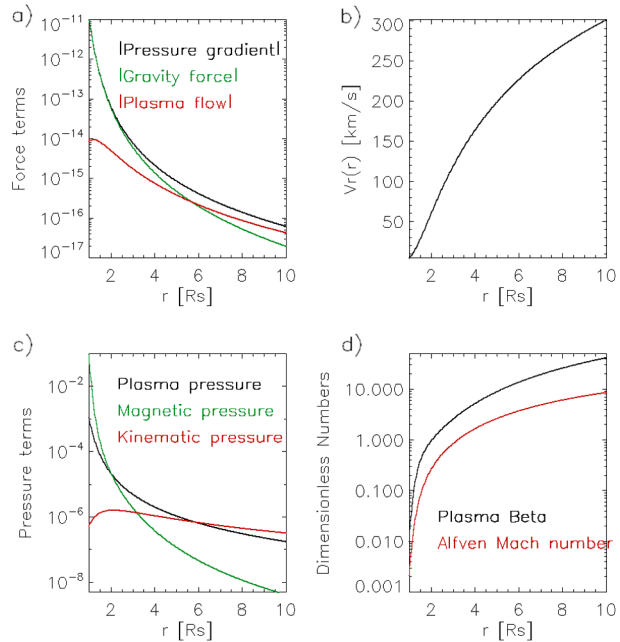 a)
|Pressure gradient|
|Gravity force|
|Plasma flow|
10^-11
10^-12
10^-13
10^-14
10^-15
10^-16
10^-17
Force terms
2 4 6 8 10
r [Rs]
b)
300
250
200
150
100
50
Vr(r) [km/s]
2 4 6 8 10
r [Rs]
c)
Plasma pressure
Magnetic pressure
Kinematic pressure
10^-2
10^-4
10^-6
10^-8
Pressure terms
2 4 6 8 10
r [Rs]
d)
10.000
1.000
0.100
0.010
0.001
Dimensionless Numbers
Plasma Beta
Alfven Mach number
2 4 6 8 10
r [Rs]